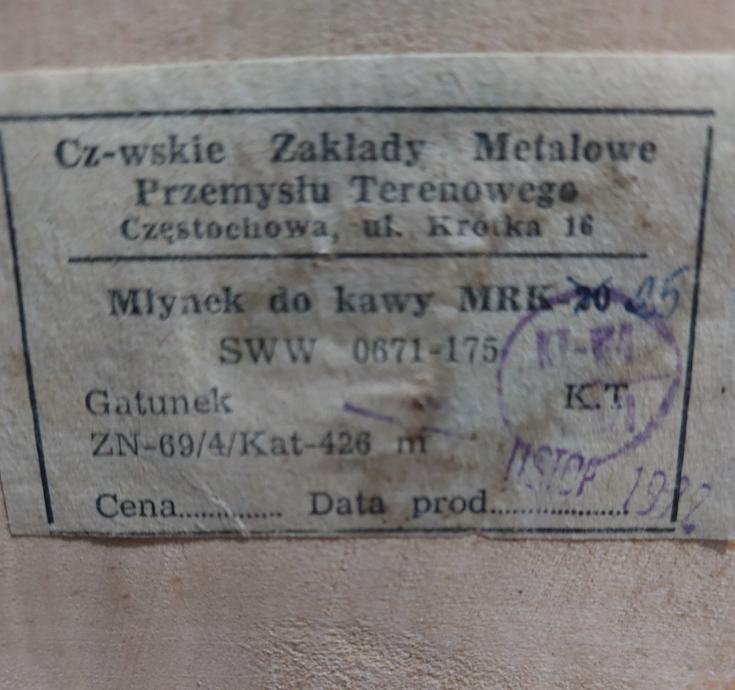 Cz-wskie Zakłady Metalowe
Przemysłu Terenowego
Częstochowa, ul. Krótka 16
Młynek do kawy MRK-20 25
SWW 0671-175
Gatunek K.T.
ZN-69/4/Kat-426 m
Cena............... Data prod...................
LISTOP 1972